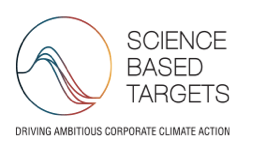 SCIENCE
BASED
TARGETS
DRIVING AMBITIOUS CORPORATE CLIMATE ACTION